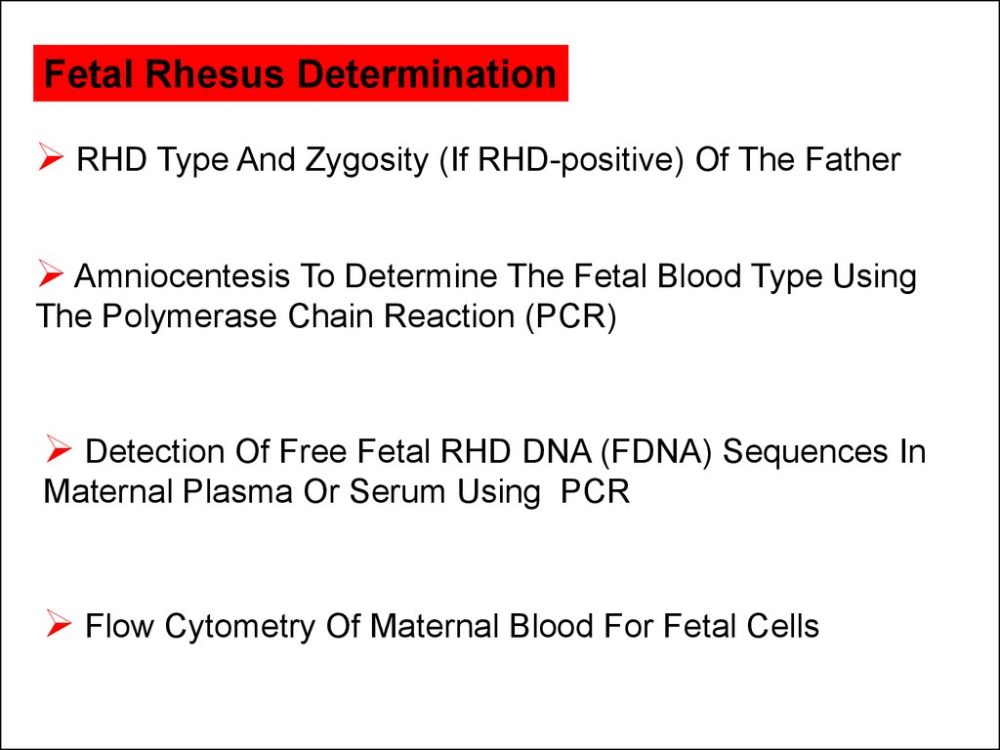 Fetal Rhesus Determination
➢ RHD Type And Zygosity (If RHD-positive) Of The Father
➢ Amniocentesis To Determine The Fetal Blood Type Using
The Polymerase Chain Reaction (PCR)
➢ Detection Of Free Fetal RHD DNA (FDNA) Sequences In
Maternal Plasma Or Serum Using  PCR
➢ Flow Cytometry Of Maternal Blood For Fetal Cells